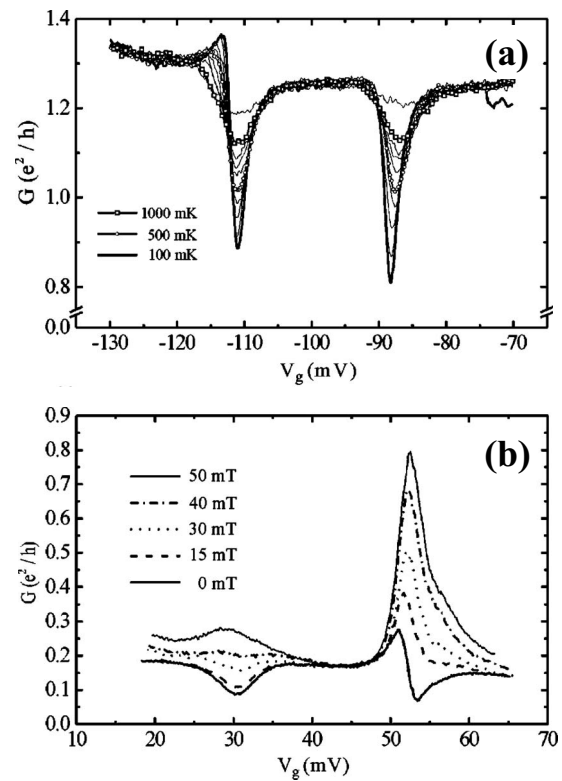 (a)
1.4
1.2
1.0
0.8
0.0
G (e² / h)
1000 mK
500 mK
100 mK
-130 -120 -110 -100 -90 -80 -70
V_g (mV)
(b)
0.9
0.8
0.7
0.6
0.5
0.4
0.3
0.2
0.1
0.0
G (e² / h)
50 mT
40 mT
30 mT
15 mT
0 mT
10 20 30 40 50 60 70
V_g (mV)